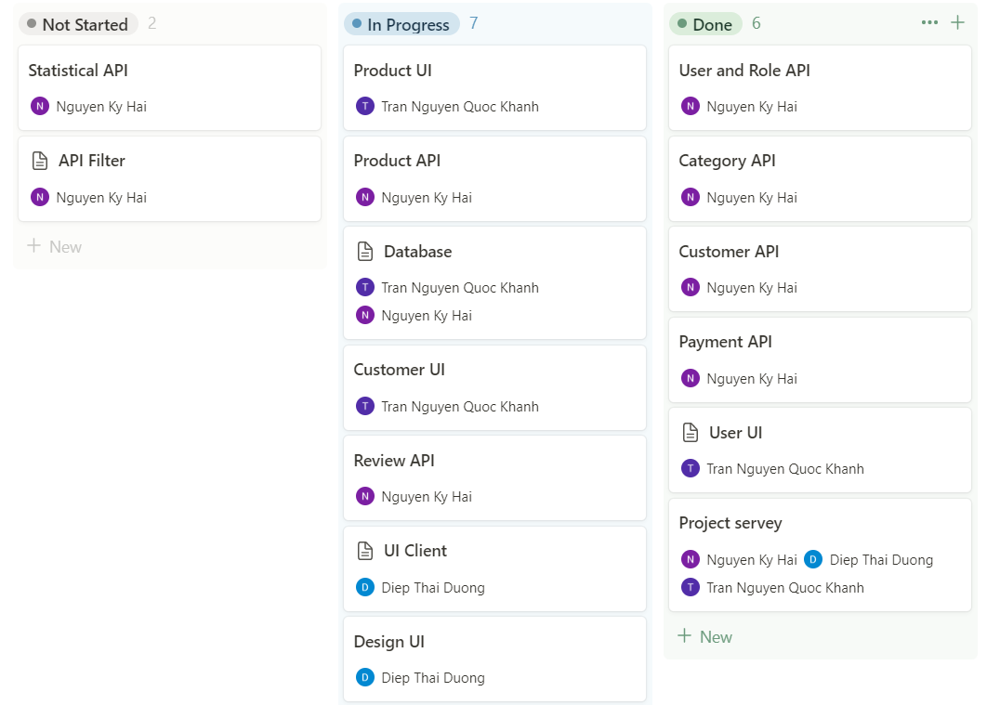 Not Started 2
Statistical API
N Nguyen Ky Hai
API Filter
N Nguyen Ky Hai
+ New
In Progress 7
Product UI
T Tran Nguyen Quoc Khanh
Product API
N Nguyen Ky Hai
Database
T Tran Nguyen Quoc Khanh
N Nguyen Ky Hai
Customer UI
T Tran Nguyen Quoc Khanh
Review API
N Nguyen Ky Hai
UI Client
D Diep Thai Duong
Design UI
D Diep Thai Duong
Done 6
User and Role API
N Nguyen Ky Hai
Category API
N Nguyen Ky Hai
Customer API
N Nguyen Ky Hai
Payment API
N Nguyen Ky Hai
User UI
T Tran Nguyen Quoc Khanh
Project servey
N Nguyen Ky Hai D Diep Thai Duong
T Tran Nguyen Quoc Khanh
+ New